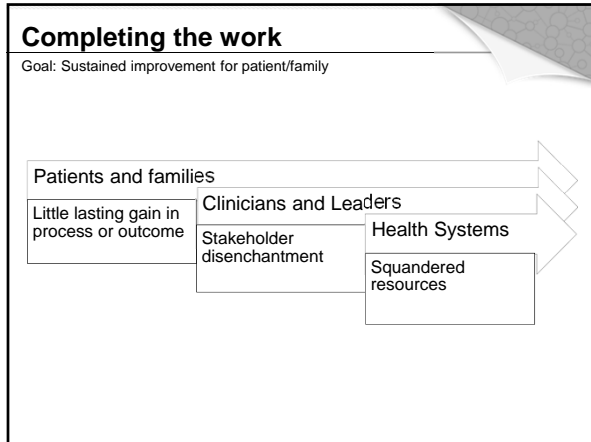 Completing the work
Goal: Sustained improvement for patient/family
Patients and families
Little lasting gain in
process or outcome
Clinicians and Leaders
Stakeholder
disenchantment
Health Systems
Squandered
resources